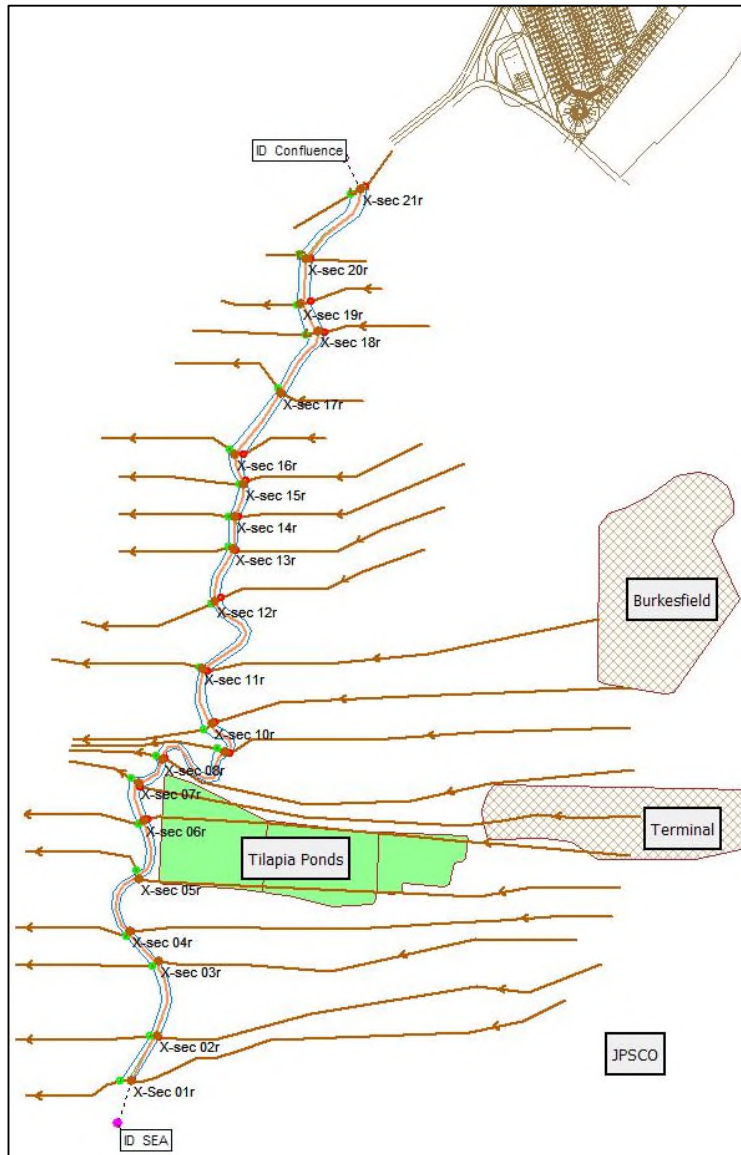 ID Confluence
X-sec 21r
X-sec 20r
X-sec 19r
X-sec 18r
X-sec 17r
X-sec 16r
X-sec 15r
X-sec 14r
X-sec 13r
Burkesfield
X-sec 12r
X-sec 11r
X-sec 10r
X-sec 08r
X-sec 07r
X-sec 06r
Terminal
Tilapia Ponds
X-sec 05r
X-sec 04r
X-sec 03r
X-sec 02r
JPSCO
X-Sec 01r
ID SEA